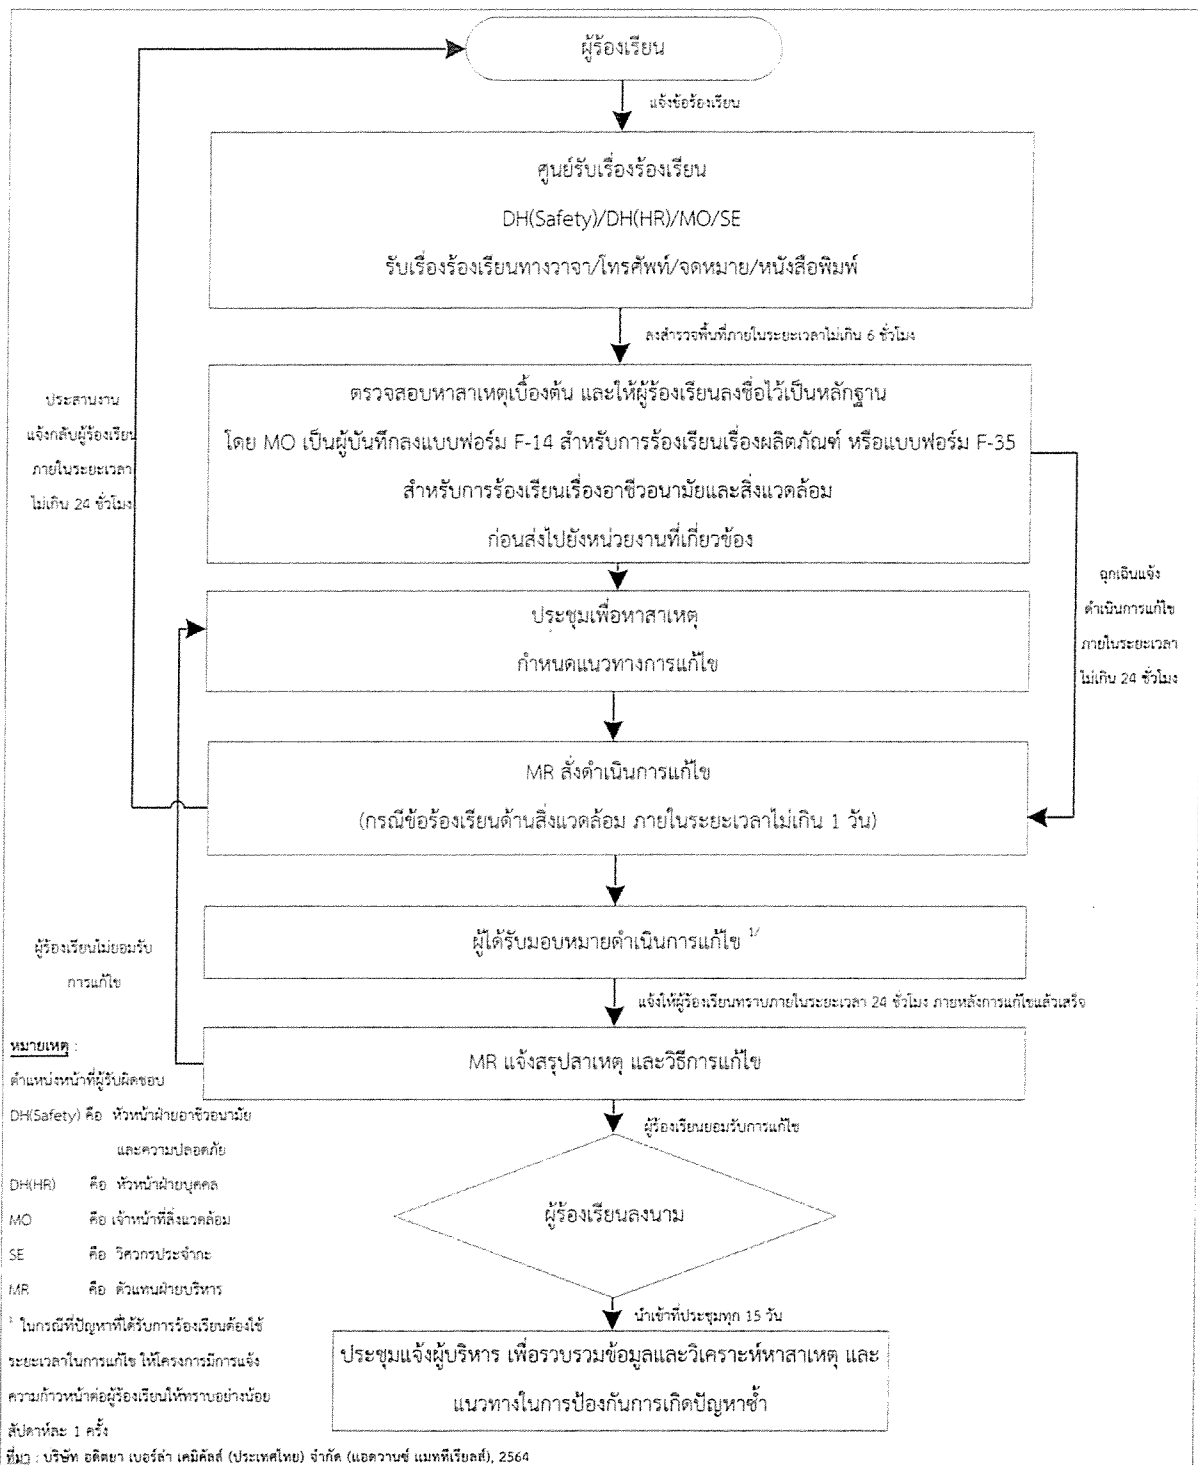 ผู้ร้องเรียน
แจ้งข้อร้องเรียน
ศูนย์รับเรื่องร้องเรียน
DH(Safety)/DH(HR)/MO/SE
รับเรื่องร้องเรียนทางวาจา/โทรศัพท์/จดหมาย/หนังสือพิมพ์
ลงสำรวจพื้นที่ภายในระยะเวลาไม่เกิน 6 ชั่วโมง
ตรวจสอบหาสาเหตุเบื้องต้น และให้ผู้ร้องเรียนลงชื่อไว้เป็นหลักฐาน
โดย MO เป็นผู้บันทึกลงแบบฟอร์ม F-14 สำหรับการร้องเรียนเรื่องผลิตภัณฑ์ หรือแบบฟอร์ม F-35
สำหรับการร้องเรียนเรื่องอาชีวอนามัยและสิ่งแวดล้อม
ก่อนส่งไปยังหน่วยงานที่เกี่ยวข้อง
ประสานงาน
แจ้งกลับผู้ร้องเรียน
ภายในระยะเวลา
ไม่เกิน 24 ชั่วโมง
ฉุกเฉินแจ้ง
ดำเนินการแก้ไข
ภายในระยะเวลา
ไม่เกิน 24 ชั่วโมง
ประชุมเพื่อหาสาเหตุ
กำหนดแนวทางการแก้ไข
MR สั่งดำเนินการแก้ไข
(กรณีข้อร้องเรียนด้านสิ่งแวดล้อม ภายในระยะเวลาไม่เกิน 1 วัน)
ผู้ได้รับมอบหมายดำเนินการแก้ไข 1/
ผู้ร้องเรียนไม่ยอมรับ
การแก้ไข
แจ้งให้ผู้ร้องเรียนทราบภายในระยะเวลา 24 ชั่วโมง ภายหลังการแก้ไขแล้วเสร็จ
MR แจ้งสรุปสาเหตุ และวิธีการแก้ไข
ผู้ร้องเรียนยอมรับการแก้ไข
ผู้ร้องเรียนลงนาม
นำเข้าที่ประชุมทุก 15 วัน
ประชุมแจ้งผู้บริหาร เพื่อรวบรวมข้อมูลและวิเคราะห์หาสาเหตุ และ
แนวทางในการป้องกันการเกิดปัญหาซ้ำ
หมายเหตุ :
ตำแหน่งหน้าที่ผู้รับผิดชอบ
DH(Safety) คือ หัวหน้าฝ่ายอาชีวอนามัย
และความปลอดภัย
DH(HR) คือ หัวหน้าฝ่ายบุคคล
MO คือ เจ้าหน้าที่สิ่งแวดล้อม
SE คือ วิศวกรประจำกะ
MR คือ ตัวแทนฝ่ายบริหาร
1 ในกรณีที่ปัญหาที่ได้รับการร้องเรียนต้องใช้
ระยะเวลาในการแก้ไข ให้โครงการมีการแจ้ง
ความก้าวหน้าต่อผู้ร้องเรียนให้ทราบอย่างน้อย
สัปดาห์ละ 1 ครั้ง
ที่มา : บริษัท อดิตยา เบอร์ล่า เคมิคัลส์ (ประเทศไทย) จำกัด (แอดวานซ์ แมททีเรียลส์), 2564